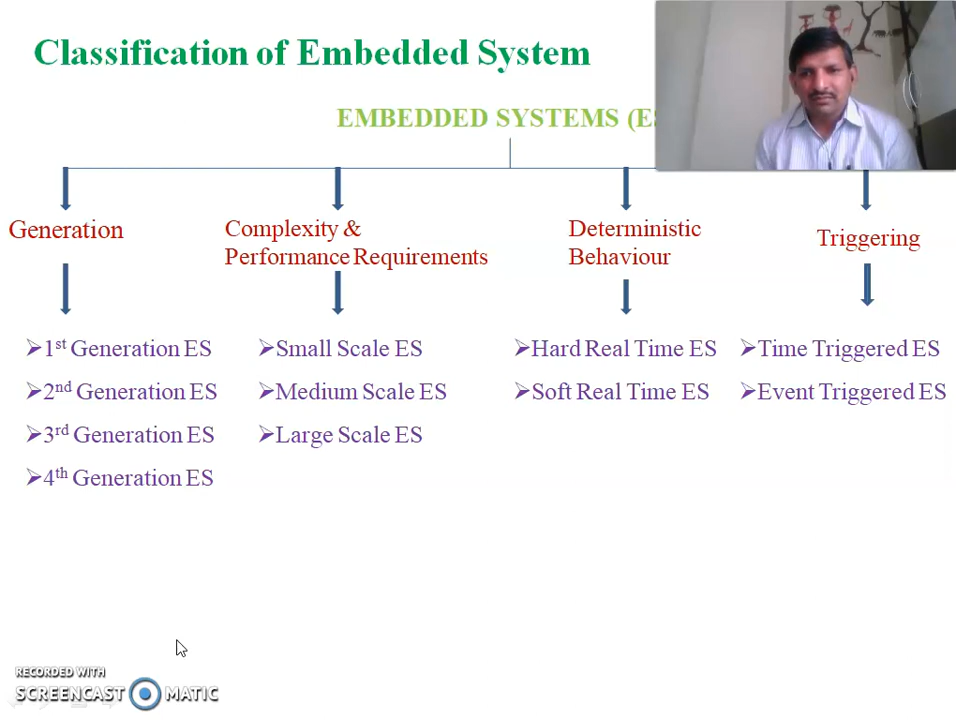 Classification of Embedded System
EMBEDDED SYSTEMS
Generation
Complexity &
Performance Requirements
Deterministic
Behaviour
Triggering
➢1st Generation ES
➢2nd Generation ES
➢3rd Generation ES
➢4th Generation ES
➢Small Scale ES
➢Medium Scale ES
➢Large Scale ES
➢Hard Real Time ES
➢Soft Real Time ES
➢Time Triggered ES
➢Event Triggered ES
RECORDED WITH
SCREENCAST MATIC